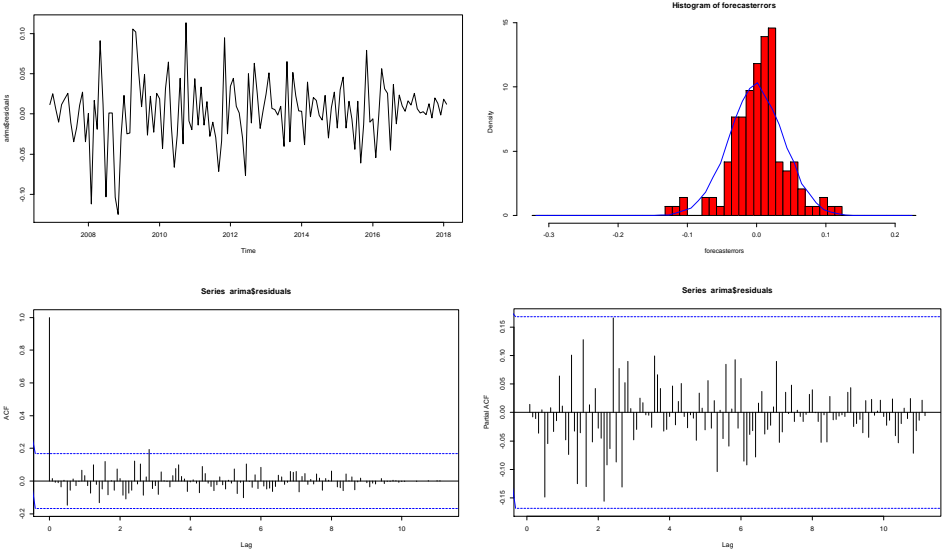 Histogram of forecasterrors
arima$residuals
0.10
0.05
0.00
-0.05
-0.10
2008 2010 2012 2014 2016 2018
Time
Density
15
10
5
0
-0.3 -0.2 -0.1 0.0 0.1 0.2
forecasterrors
Series arima$residuals
ACF
1.0
0.8
0.6
0.4
0.2
0.0
-0.2
0 2 4 6 8 10
Lag
Series arima$residuals
Partial ACF
0.15
0.10
0.05
0.00
-0.05
-0.10
-0.15
0 2 4 6 8 10
Lag